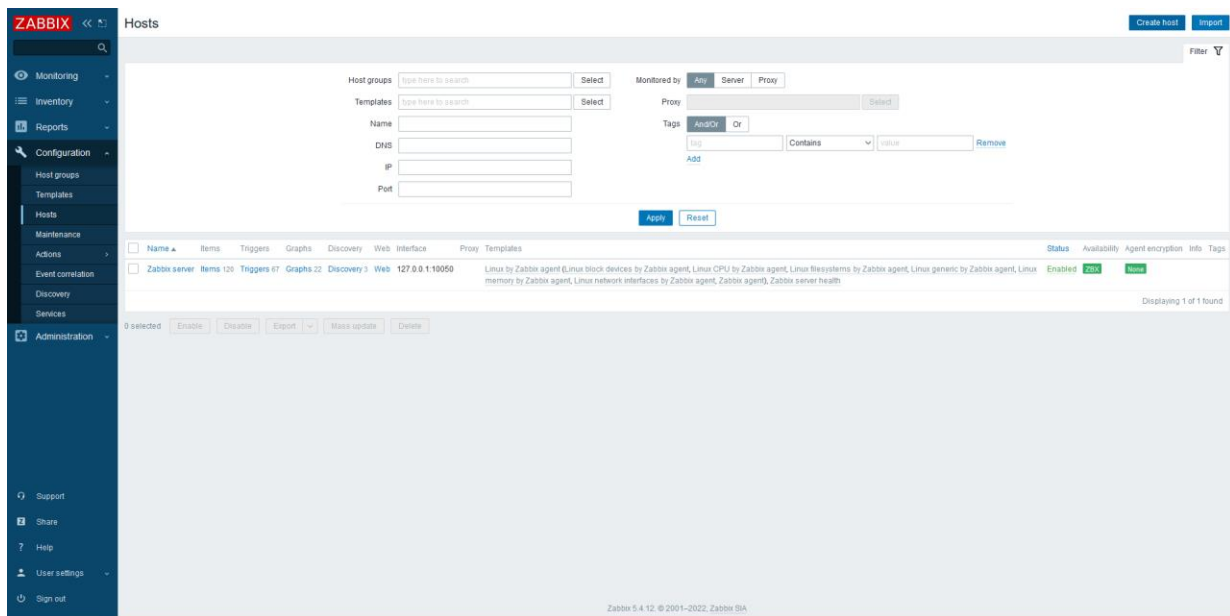 ZABBIX
Hosts
Create host
Import
Filter
Monitoring
Inventory
Reports
Configuration
Host groups
Templates
Hosts
Maintenance
Actions
Event correlation
Discovery
Services
Administration
Support
Share
Help
User settings
Sign out
Host groups type here to search Select
Monitored by Any Server Proxy
Templates type here to search Select
Proxy Select
Name
Tags And/Or Or
DNS
tag Contains value Remove
IP
Add
Port
Apply Reset
Name Items Triggers Graphs Discovery Web Interface Proxy Templates Status Availability Agent encryption Info Tags
Zabbix server Items 128 Triggers 67 Graphs 22 Discovery 3 Web 127.0.0.1:10050 Linux by Zabbix agent (Linux block devices by Zabbix agent, Linux CPU by Zabbix agent, Linux filesystems by Zabbix agent, Linux generic by Zabbix agent, Linux Enabled ZBX None
memory by Zabbix agent, Linux network interfaces by Zabbix agent, Zabbix agent), Zabbix server health
Displaying 1 of 1 found
0 selected Enable Disable Export Mass update Delete
Zabbix 5.4.12. © 2001–2022, Zabbix SIA